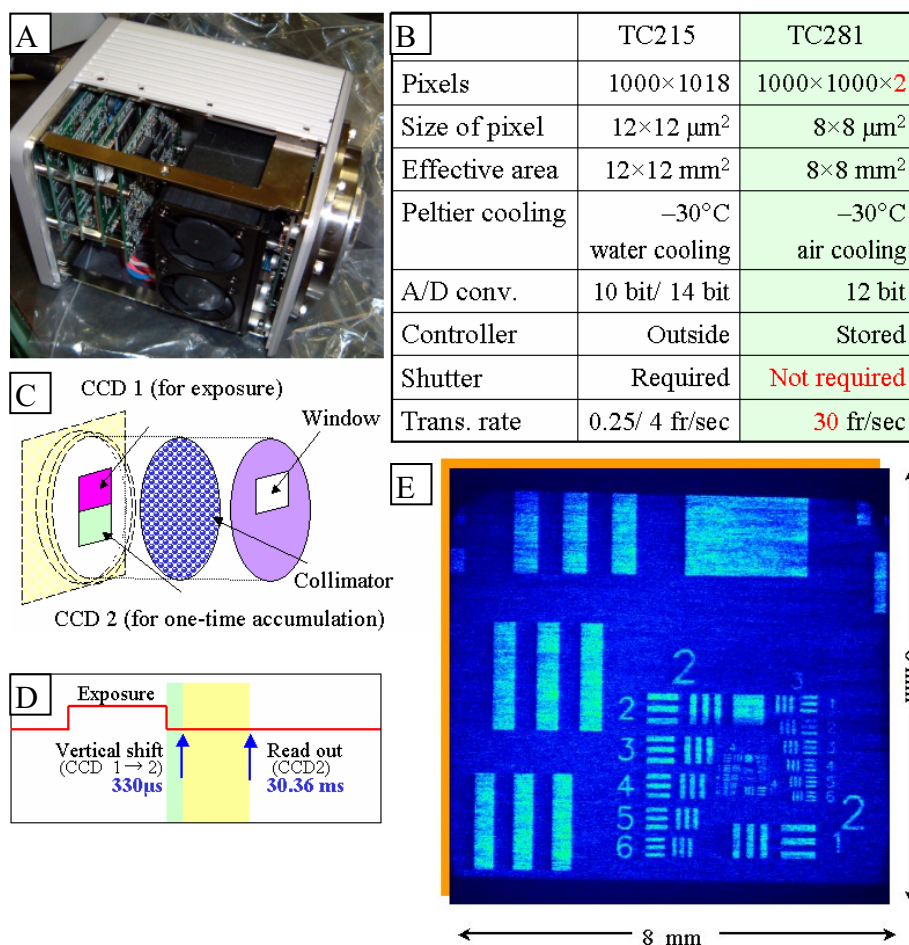 A
B
TC215 TC281
Pixels 1000×1018 1000×1000×2
Size of pixel 12×12 μm² 8×8 μm²
Effective area 12×12 mm² 8×8 mm²
Peltier cooling –30°C –30°C
water cooling air cooling
A/D conv. 10 bit/ 14 bit 12 bit
Controller Outside Stored
Shutter Required Not required
Trans. rate 0.25/ 4 fr/sec 30 fr/sec
C
CCD 1 (for exposure)
Window
Collimator
CCD 2 (for one-time accumulation)
D
Exposure
Vertical shift
(CCD 1→2)
330μs
Read out
(CCD2)
30.36 ms
E
2
3
2
1
3
2
4
5
6
2
1
8 mm